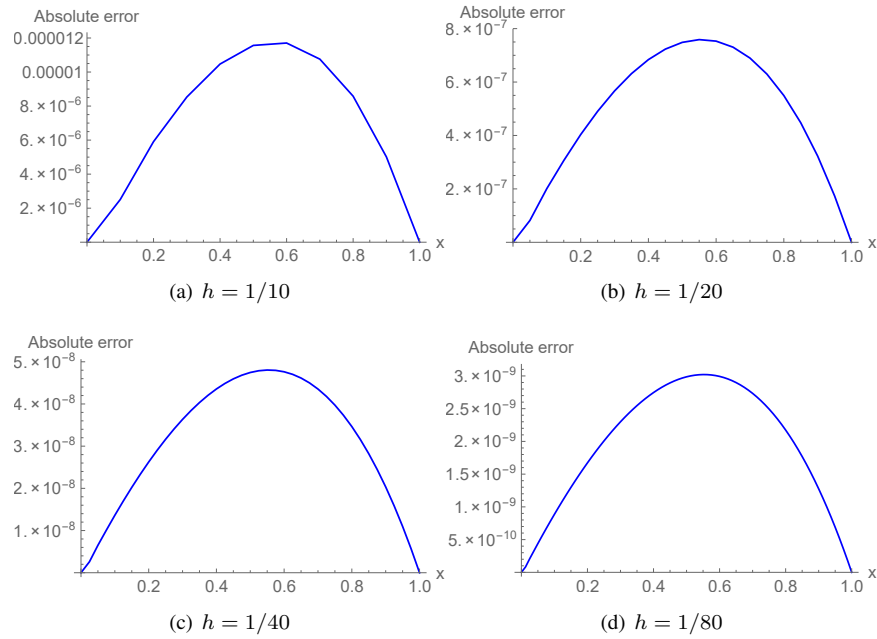 Absolute error
0.000012
0.00001
8.×10⁻⁶
6.×10⁻⁶
4.×10⁻⁶
2.×10⁻⁶
0.2 0.4 0.6 0.8 1.0 x
(a) h = 1/10
Absolute error
8.×10⁻⁷
6.×10⁻⁷
4.×10⁻⁷
2.×10⁻⁷
0.2 0.4 0.6 0.8 1.0 x
(b) h = 1/20
Absolute error
5.×10⁻⁸
4.×10⁻⁸
3.×10⁻⁸
2.×10⁻⁸
1.×10⁻⁸
0.2 0.4 0.6 0.8 1.0 x
(c) h = 1/40
Absolute error
3.×10⁻⁹
2.5×10⁻⁹
2.×10⁻⁹
1.5×10⁻⁹
1.×10⁻⁹
5.×10⁻¹⁰
0.2 0.4 0.6 0.8 1.0 x
(d) h = 1/80